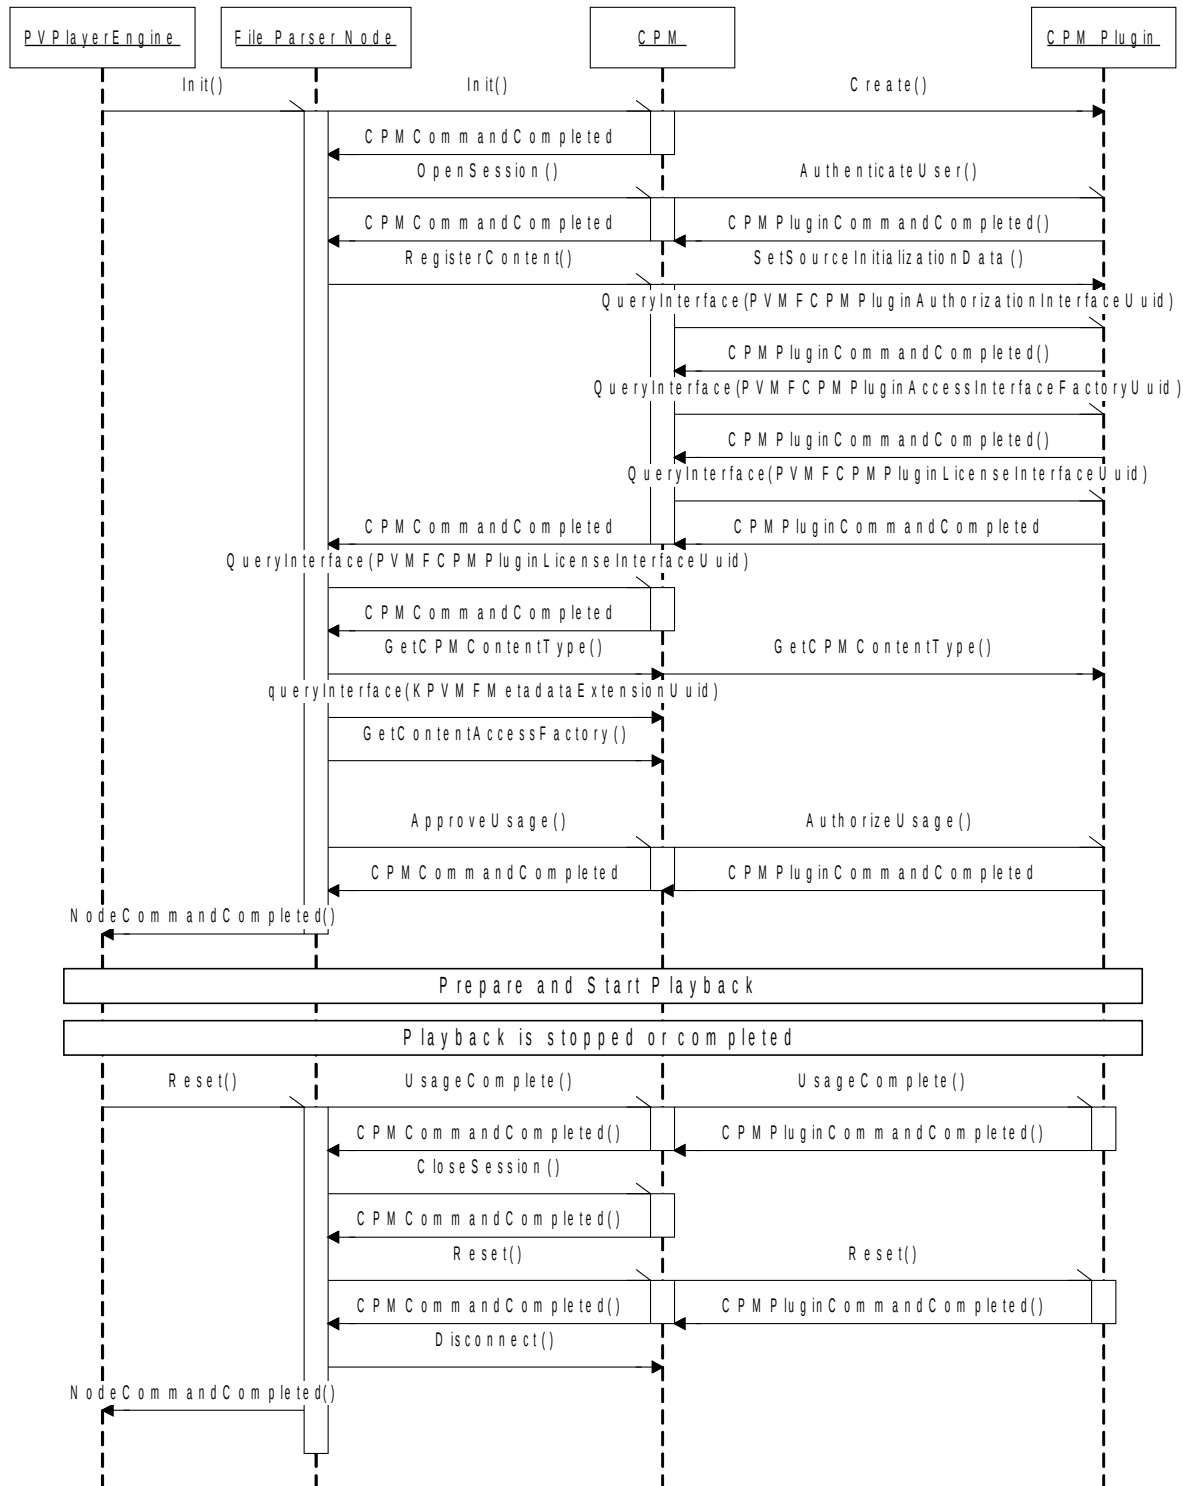 PVPlayerEngine
File Parser Node
CPM
CPM Plugin
Init()
Init()
Create()
CPMCommandCompleted
OpenSession()
AuthenticateUser()
CPMCommandCompleted
CPMPluginCommandCompleted()
RegisterContent()
SetSourceInitializationData()
QueryInterface(PVMFCPMPluginAuthorizationInterfaceUuid)
CPMPluginCommandCompleted()
QueryInterface(PVMFCPMPluginAccessInterfaceFactoryUuid)
CPMPluginCommandCompleted()
QueryInterface(PVMFCPMPluginLicenseInterfaceUuid)
CPMCommandCompleted
CPMPluginCommandCompleted
QueryInterface(PVMFCPMPluginLicenseInterfaceUuid)
CPMCommandCompleted
GetCPMContentType()
GetCPMContentType()
queryInterface(KPVMFMetadataExtensionUuid)
GetContentAccessFactory()
ApproveUsage()
AuthorizeUsage()
CPMCommandCompleted
CPMPluginCommandCompleted
NodeCommandCompleted()
Prepare and Start Playback
Playback is stopped or completed
Reset()
UsageComplete()
UsageComplete()
CPMCommandCompleted()
CPMPluginCommandCompleted()
CloseSession()
CPMCommandCompleted()
Reset()
Reset()
CPMCommandCompleted()
CPMPluginCommandCompleted()
Disconnect()
NodeCommandCompleted()